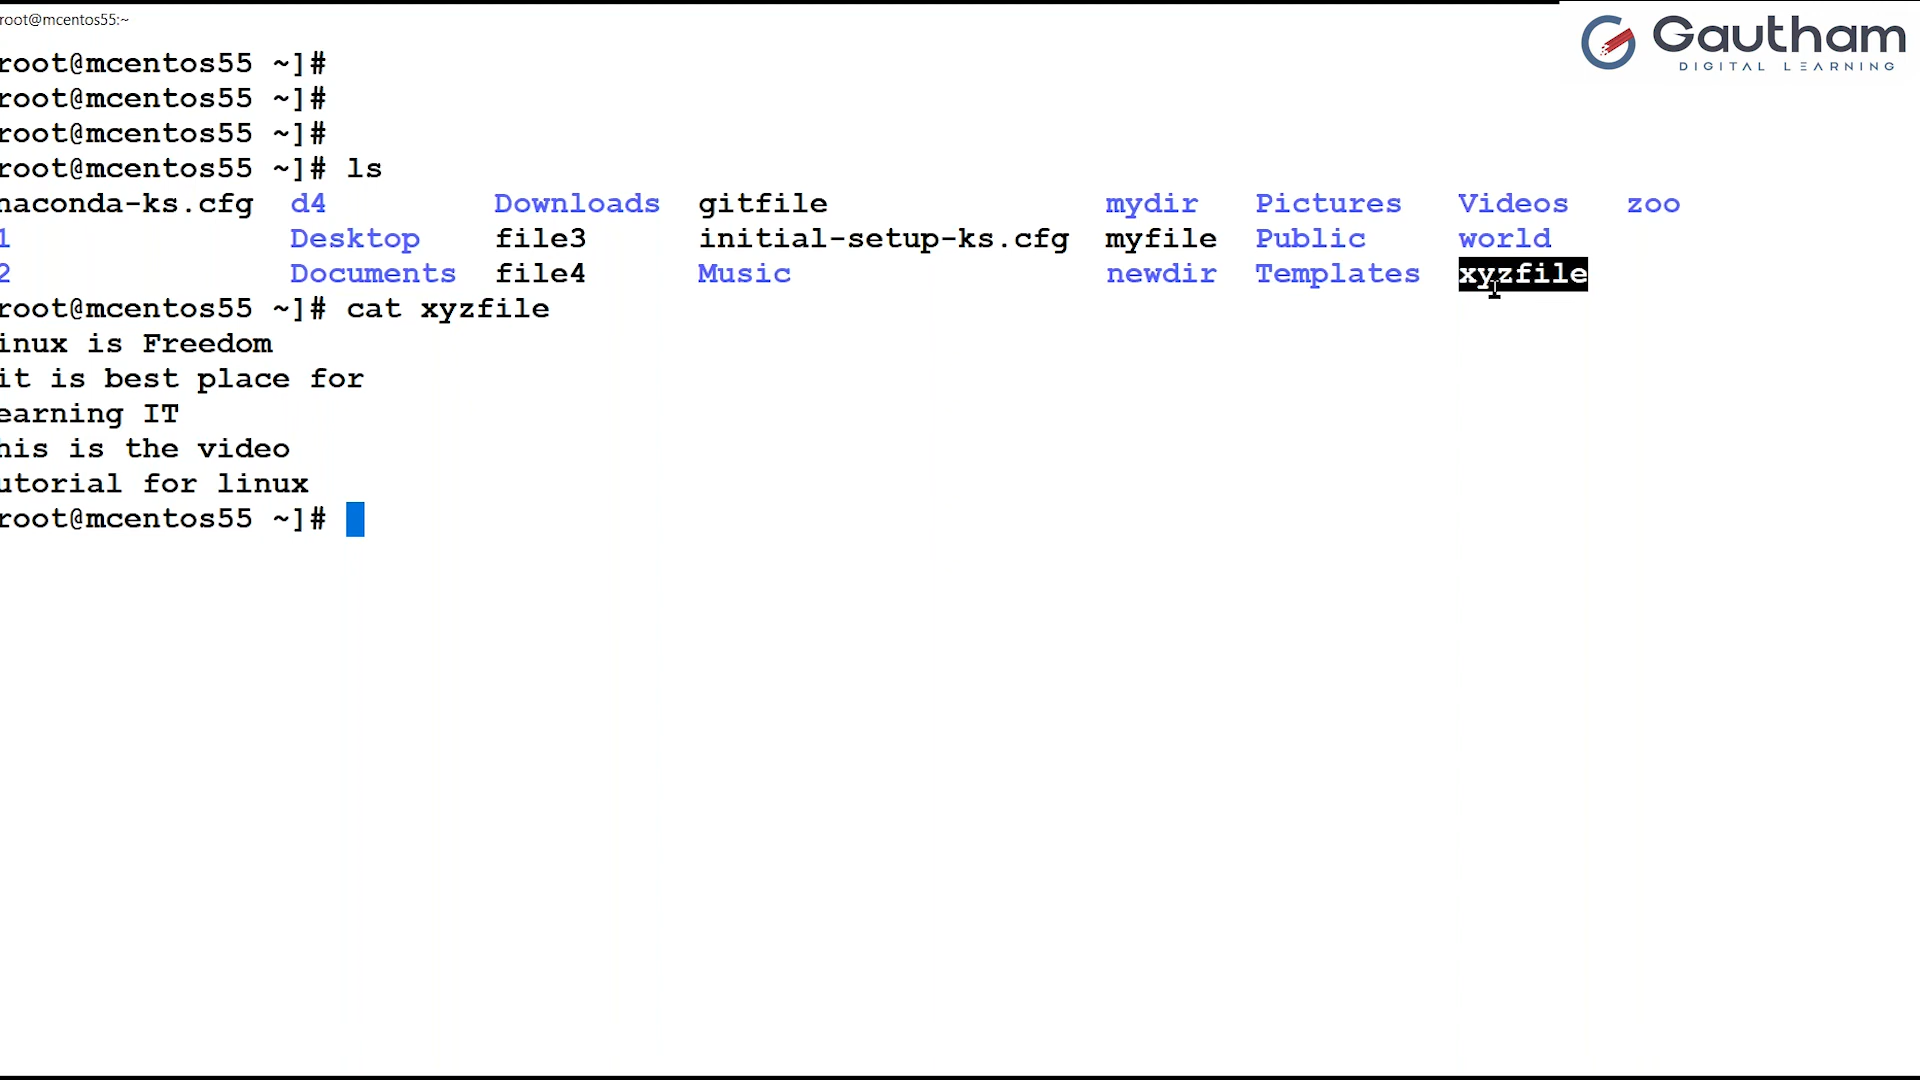 root@mcentos55:~
Gautham
DIGITAL LEARNING
root@mcentos55 ~]#
root@mcentos55 ~]#
root@mcentos55 ~]#
root@mcentos55 ~]# ls
naconda-ks.cfg d4 Downloads gitfile mydir Pictures Videos zoo
1 Desktop file3 initial-setup-ks.cfg myfile Public world
2 Documents file4 Music newdir Templates xyzfile
root@mcentos55 ~]# cat xyzfile
inux is Freedom
it is best place for
earning IT
his is the video
utorial for linux
root@mcentos55 ~]#